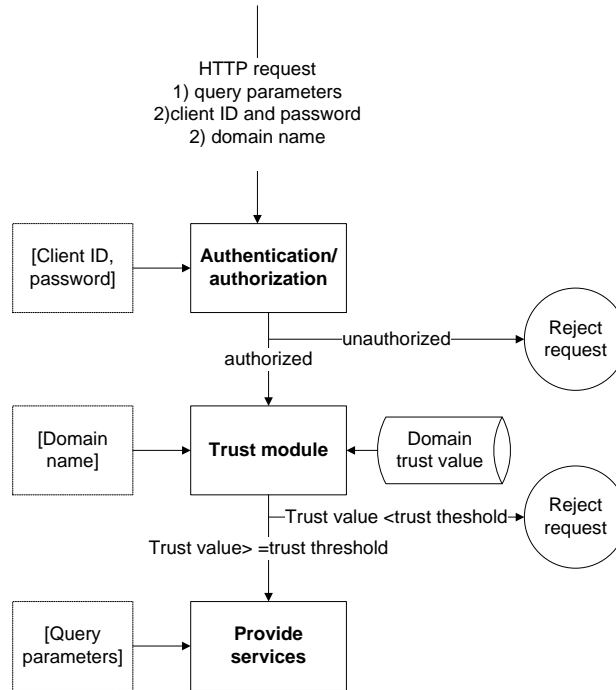 HTTP request
1) query parameters
2)client ID and password
2) domain name
[Client ID,
password]
Authentication/
authorization
unauthorized
Reject
request
authorized
[Domain
name]
Trust module
Domain
trust value
Trust value <trust theshold
Reject
request
Trust value> =trust threshold
[Query
parameters]
Provide
services